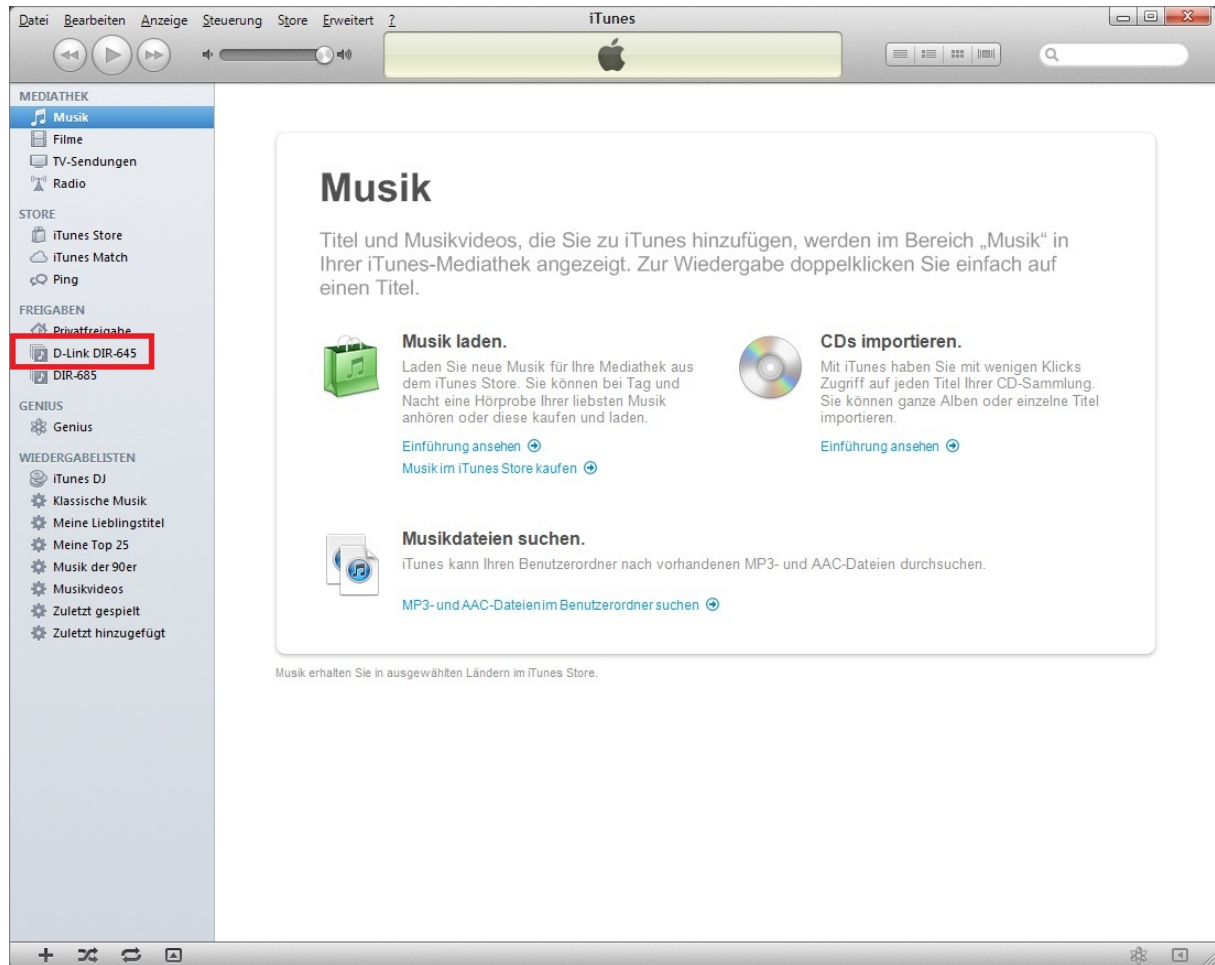 Datei Bearbeiten Anzeige Steuerung Store Erweitert ?
iTunes
MEDIATHEK
Musik
Filme
TV-Sendungen
Radio
STORE
iTunes Store
iTunes Match
Ping
FREIGABEN
Privatfreigabe
D-Link DIR-645
DIR-685
GENIUS
Genius
WIEDERGABELISTEN
iTunes DJ
Klassische Musik
Meine Lieblingstitel
Meine Top 25
Musik der 90er
Musikvideos
Zuletzt gespielt
Zuletzt hinzugefügt
Musik
Titel und Musikvideos, die Sie zu iTunes hinzufügen, werden im Bereich „Musik“ in
Ihrer iTunes-Mediathek angezeigt. Zur Wiedergabe doppelklicken Sie einfach auf
einen Titel.
Musik laden.
Laden Sie neue Musik für Ihre Mediathek aus
dem iTunes Store. Sie können bei Tag und
Nacht eine Hörprobe Ihrer liebsten Musik
anhören oder diese kaufen und laden.
Einführung ansehen
Musik im iTunes Store kaufen
CDs importieren.
Mit iTunes haben Sie mit wenigen Klicks
Zugriff auf jeden Titel Ihrer CD-Sammlung.
Sie können ganze Alben oder einzelne Titel
importieren.
Einführung ansehen
Musikdateien suchen.
iTunes kann Ihren Benutzerordner nach vorhandenen MP3- und AAC-Dateien durchsuchen.
MP3- und AAC-Dateien im Benutzerordner suchen
Musik erhalten Sie in ausgewählten Ländern im iTunes Store.